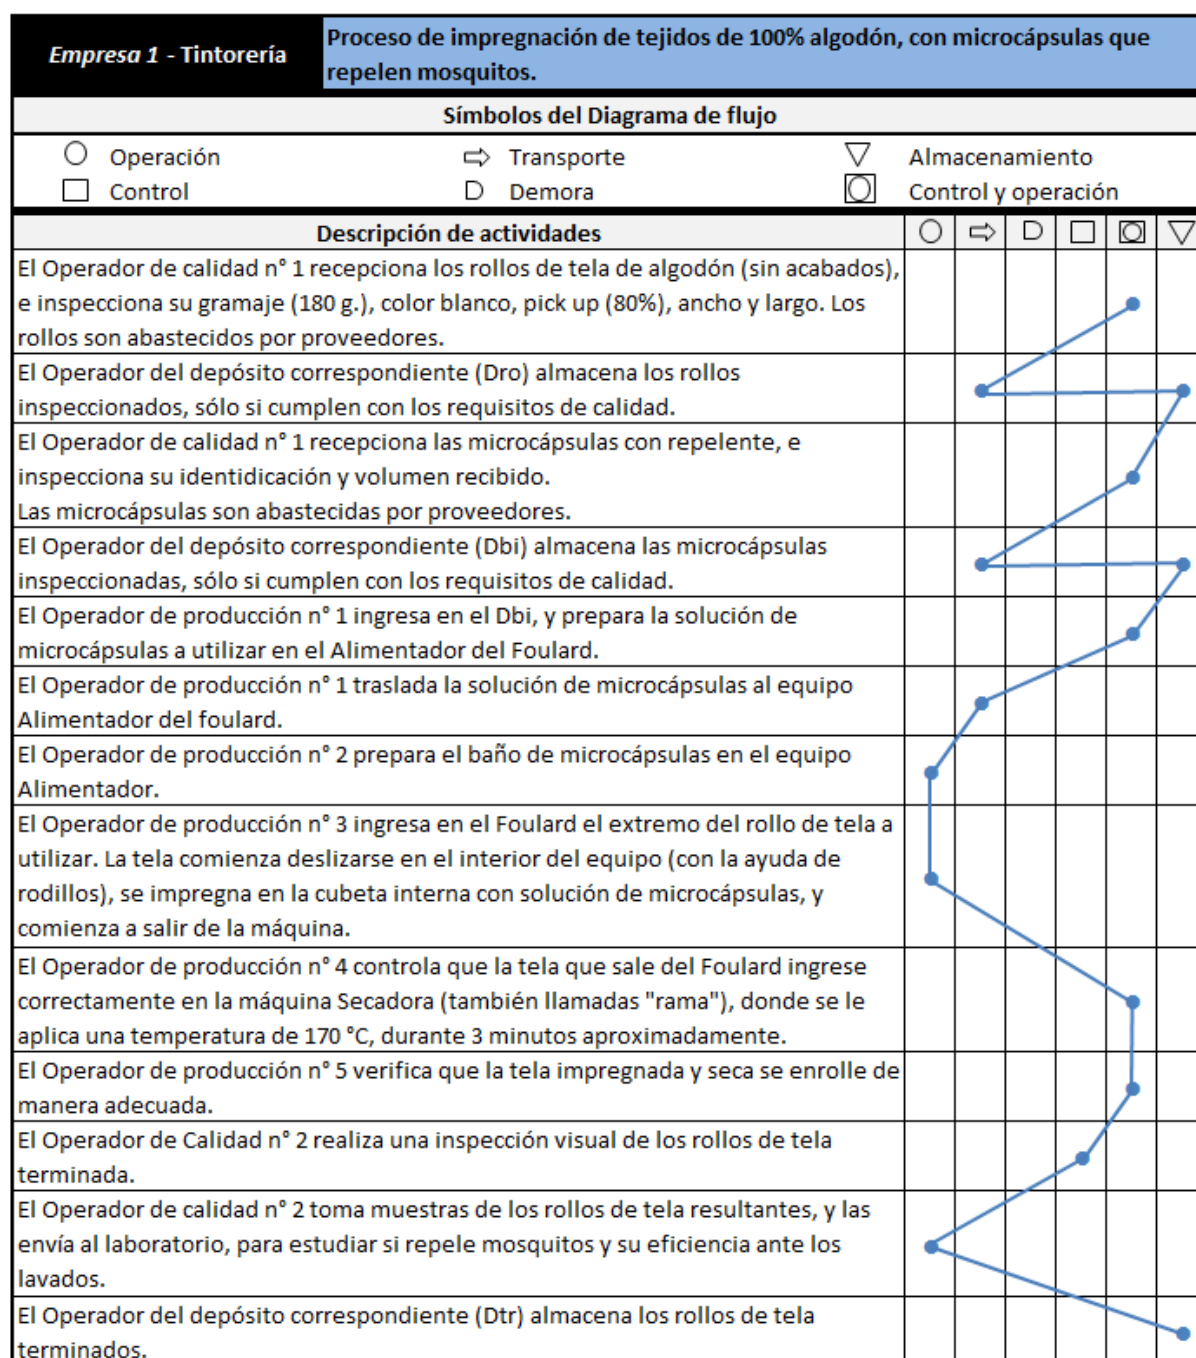 Empresa 1 - Tintorería
Proceso de impregnación de tejidos de 100% algodón, con microcápsulas que
repelen mosquitos.
Símbolos del Diagrama de flujo
Operación
Transporte
Almacenamiento
Control
Demora
Control y operación
Descripción de actividades
El Operador de calidad n° 1 recepciona los rollos de tela de algodón (sin acabados),
e inspecciona su gramaje (180 g.), color blanco, pick up (80%), ancho y largo. Los
rollos son abastecidos por proveedores.
El Operador del depósito correspondiente (Dro) almacena los rollos
inspeccionados, sólo si cumplen con los requisitos de calidad.
El Operador de calidad n° 1 recepciona las microcápsulas con repelente, e
inspecciona su identidicación y volumen recibido.
Las microcápsulas son abastecidas por proveedores.
El Operador del depósito correspondiente (Dbi) almacena las microcápsulas
inspeccionadas, sólo si cumplen con los requisitos de calidad.
El Operador de producción n° 1 ingresa en el Dbi, y prepara la solución de
microcápsulas a utilizar en el Alimentador del Foulard.
El Operador de producción n° 1 traslada la solución de microcápsulas al equipo
Alimentador del foulard.
El Operador de producción n° 2 prepara el baño de microcápsulas en el equipo
Alimentador.
El Operador de producción n° 3 ingresa en el Foulard el extremo del rollo de tela a
utilizar. La tela comienza deslizarse en el interior del equipo (con la ayuda de
rodillos), se impregna en la cubeta interna con solución de microcápsulas, y
comienza a salir de la máquina.
El Operador de producción n° 4 controla que la tela que sale del Foulard ingrese
correctamente en la máquina Secadora (también llamadas "rama"), donde se le
aplica una temperatura de 170 °C, durante 3 minutos aproximadamente.
El Operador de producción n° 5 verifica que la tela impregnada y seca se enrolle de
manera adecuada.
El Operador de Calidad n° 2 realiza una inspección visual de los rollos de tela
terminada.
El Operador de calidad n° 2 toma muestras de los rollos de tela resultantes, y las
envía al laboratorio, para estudiar si repele mosquitos y su eficiencia ante los
lavados.
El Operador del depósito correspondiente (Dtr) almacena los rollos de tela
terminados.